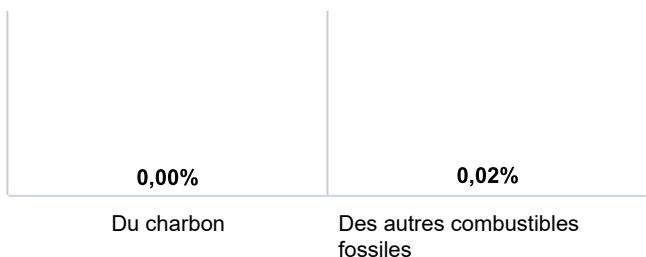 0,00%
0,02%
Du charbon
Des autres combustibles
fossiles